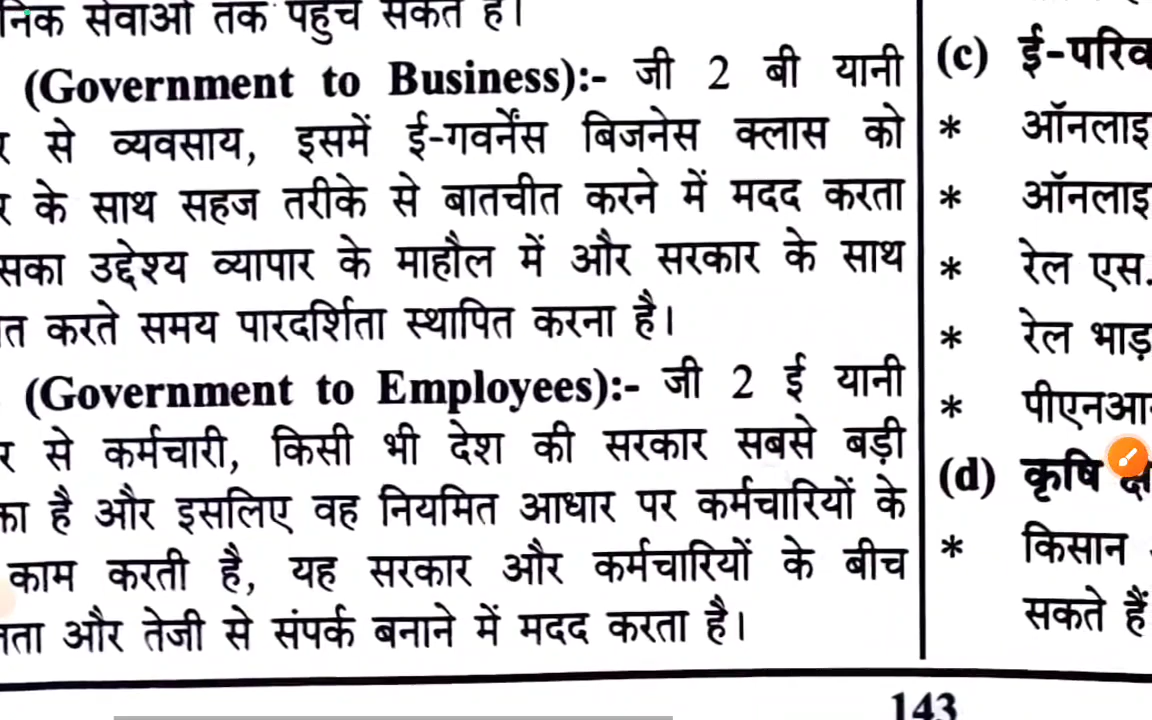 निक सेवाओं तक पहुंच सकते हैं।
(Government to Business):- जी 2 बी यानी
र से व्यवसाय, इसमें ई-गवर्नेंस बिजनेस क्लास को
र के साथ सहज तरीके से बातचीत करने में मदद करता
सका उद्देश्य व्यापार के माहौल में और सरकार के साथ
त करते समय पारदर्शिता स्थापित करना है।
(Government to Employees):- जी 2 ई यानी
र से कर्मचारी, किसी भी देश की सरकार सबसे बड़ी
का है और इसलिए वह नियमित आधार पर कर्मचारियों के
काम करती है, यह सरकार और कर्मचारियों के बीच
ता और तेजी से संपर्क बनाने में मदद करता है।
(c) ई-परिव
* ऑनलाइ
* ऑनलाइ
* रेल एस.
* रेल भाड़
* पीएनआ
(d) कृषि क्षे
* किसान
सकते हैं
143